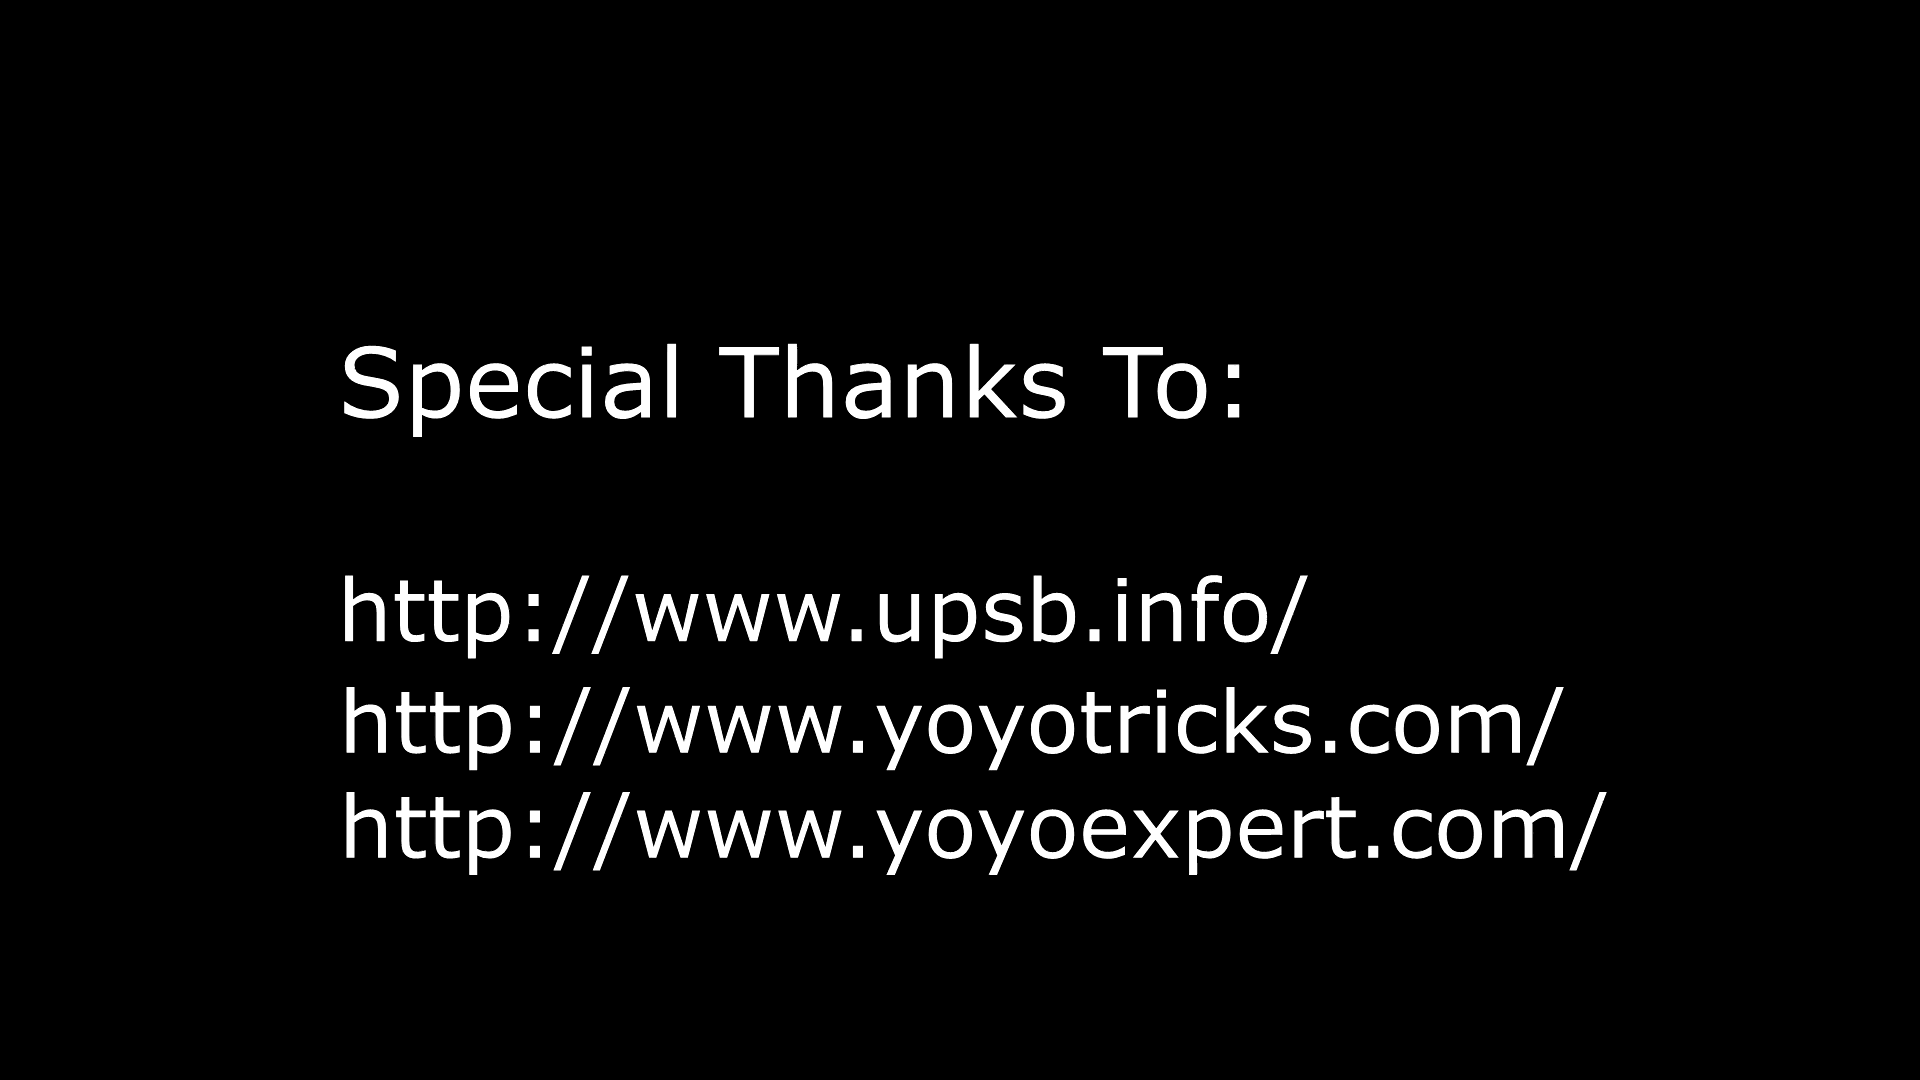 Special Thanks To:
http://www.upsb.info/
http://www.yoyotricks.com/
http://www.yoyoexpert.com/